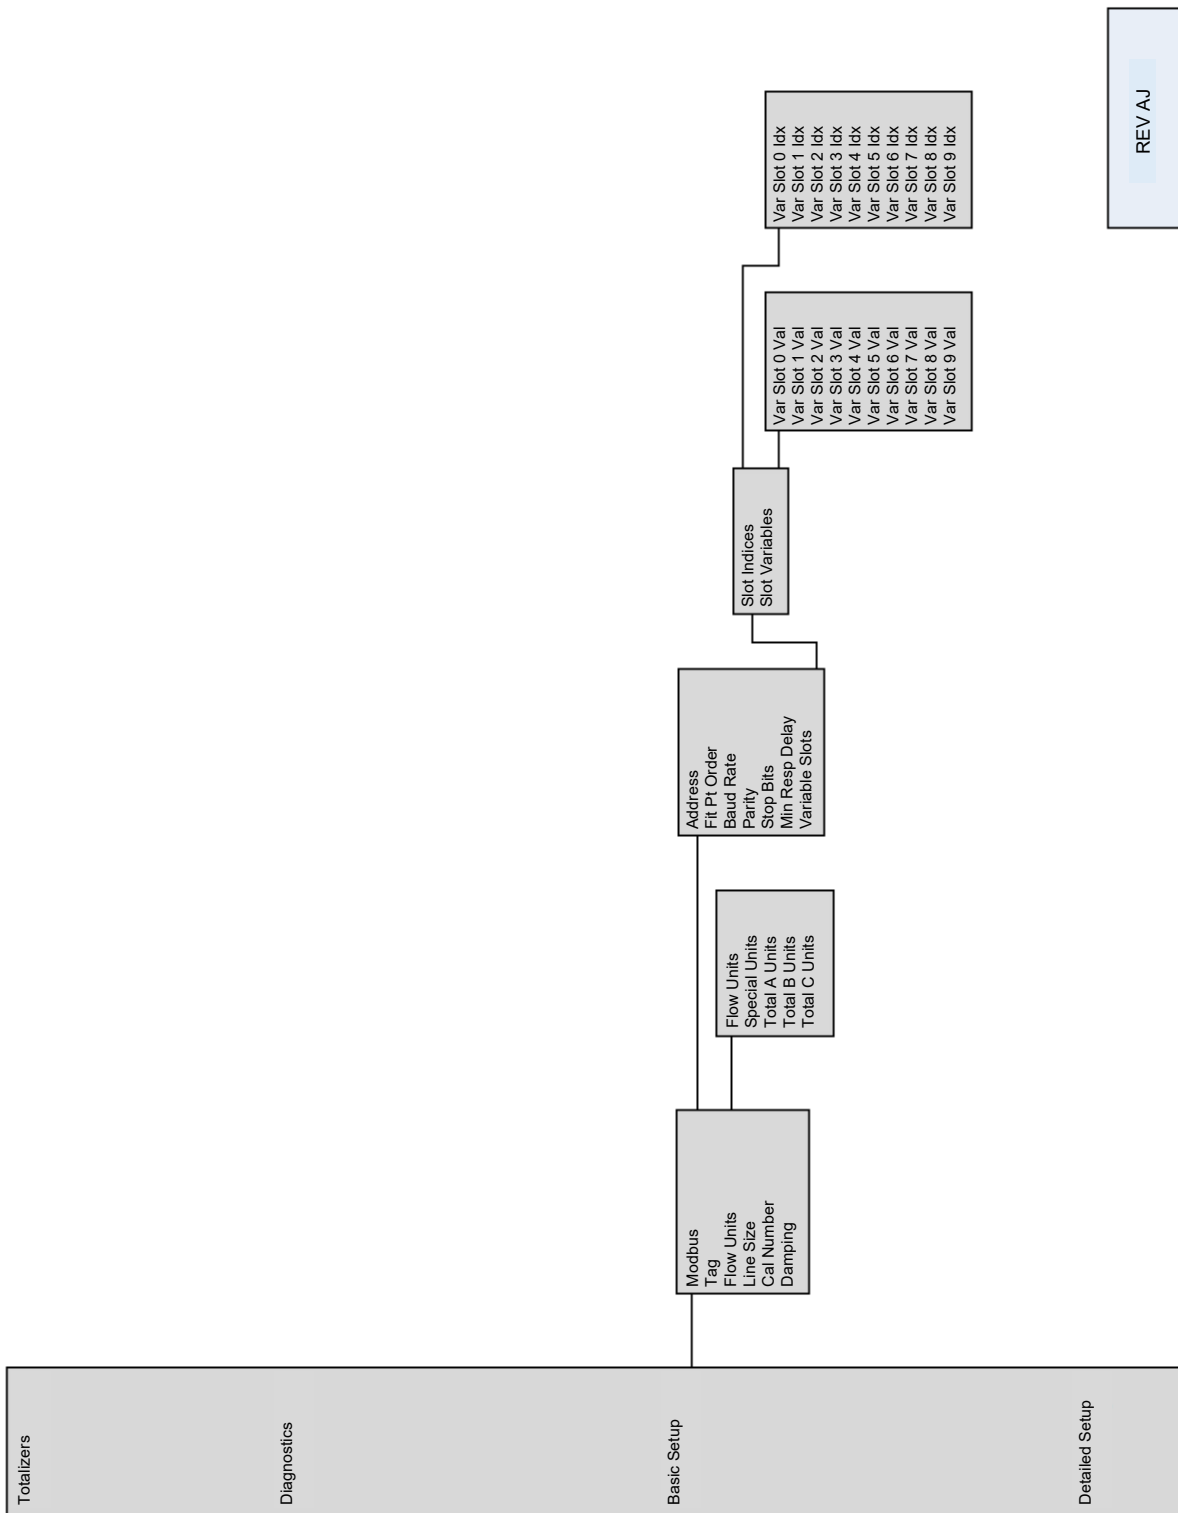 Totalizers
Diagnostics
Basic Setup
Detailed Setup
Modbus
Tag
Flow Units
Line Size
Cal Number
Damping
Flow Units
Special Units
Total A Units
Total B Units
Total C Units
Address
Flt Pt Order
Baud Rate
Parity
Stop Bits
Min Resp Delay
Variable Slots
Slot Indices
Slot Variables
Var Slot 0 Val
Var Slot 1 Val
Var Slot 2 Val
Var Slot 3 Val
Var Slot 4 Val
Var Slot 5 Val
Var Slot 6 Val
Var Slot 7 Val
Var Slot 8 Val
Var Slot 9 Val
Var Slot 0 Idx
Var Slot 1 Idx
Var Slot 2 Idx
Var Slot 3 Idx
Var Slot 4 Idx
Var Slot 5 Idx
Var Slot 6 Idx
Var Slot 7 Idx
Var Slot 8 Idx
Var Slot 9 Idx
REV AJ